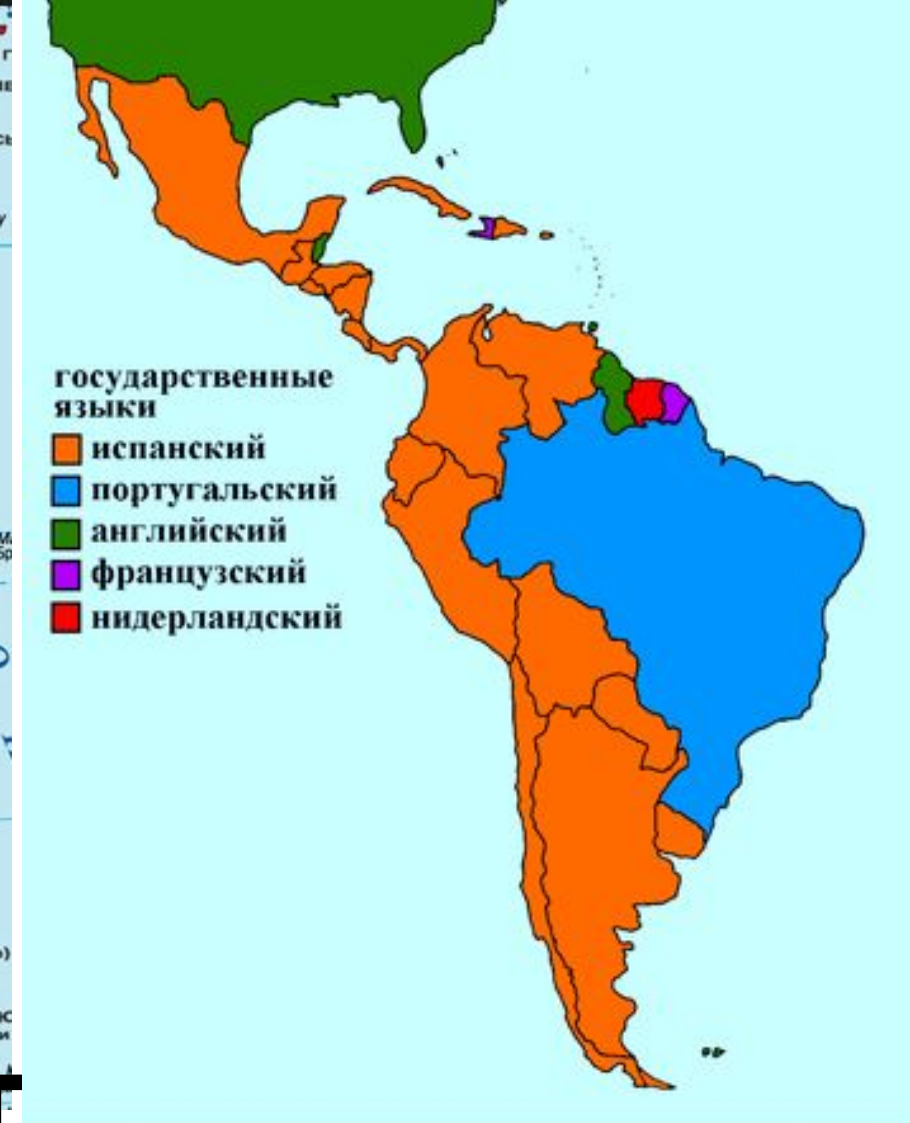 государственные
языки
испанский
португальский
английский
французский
нидерландский